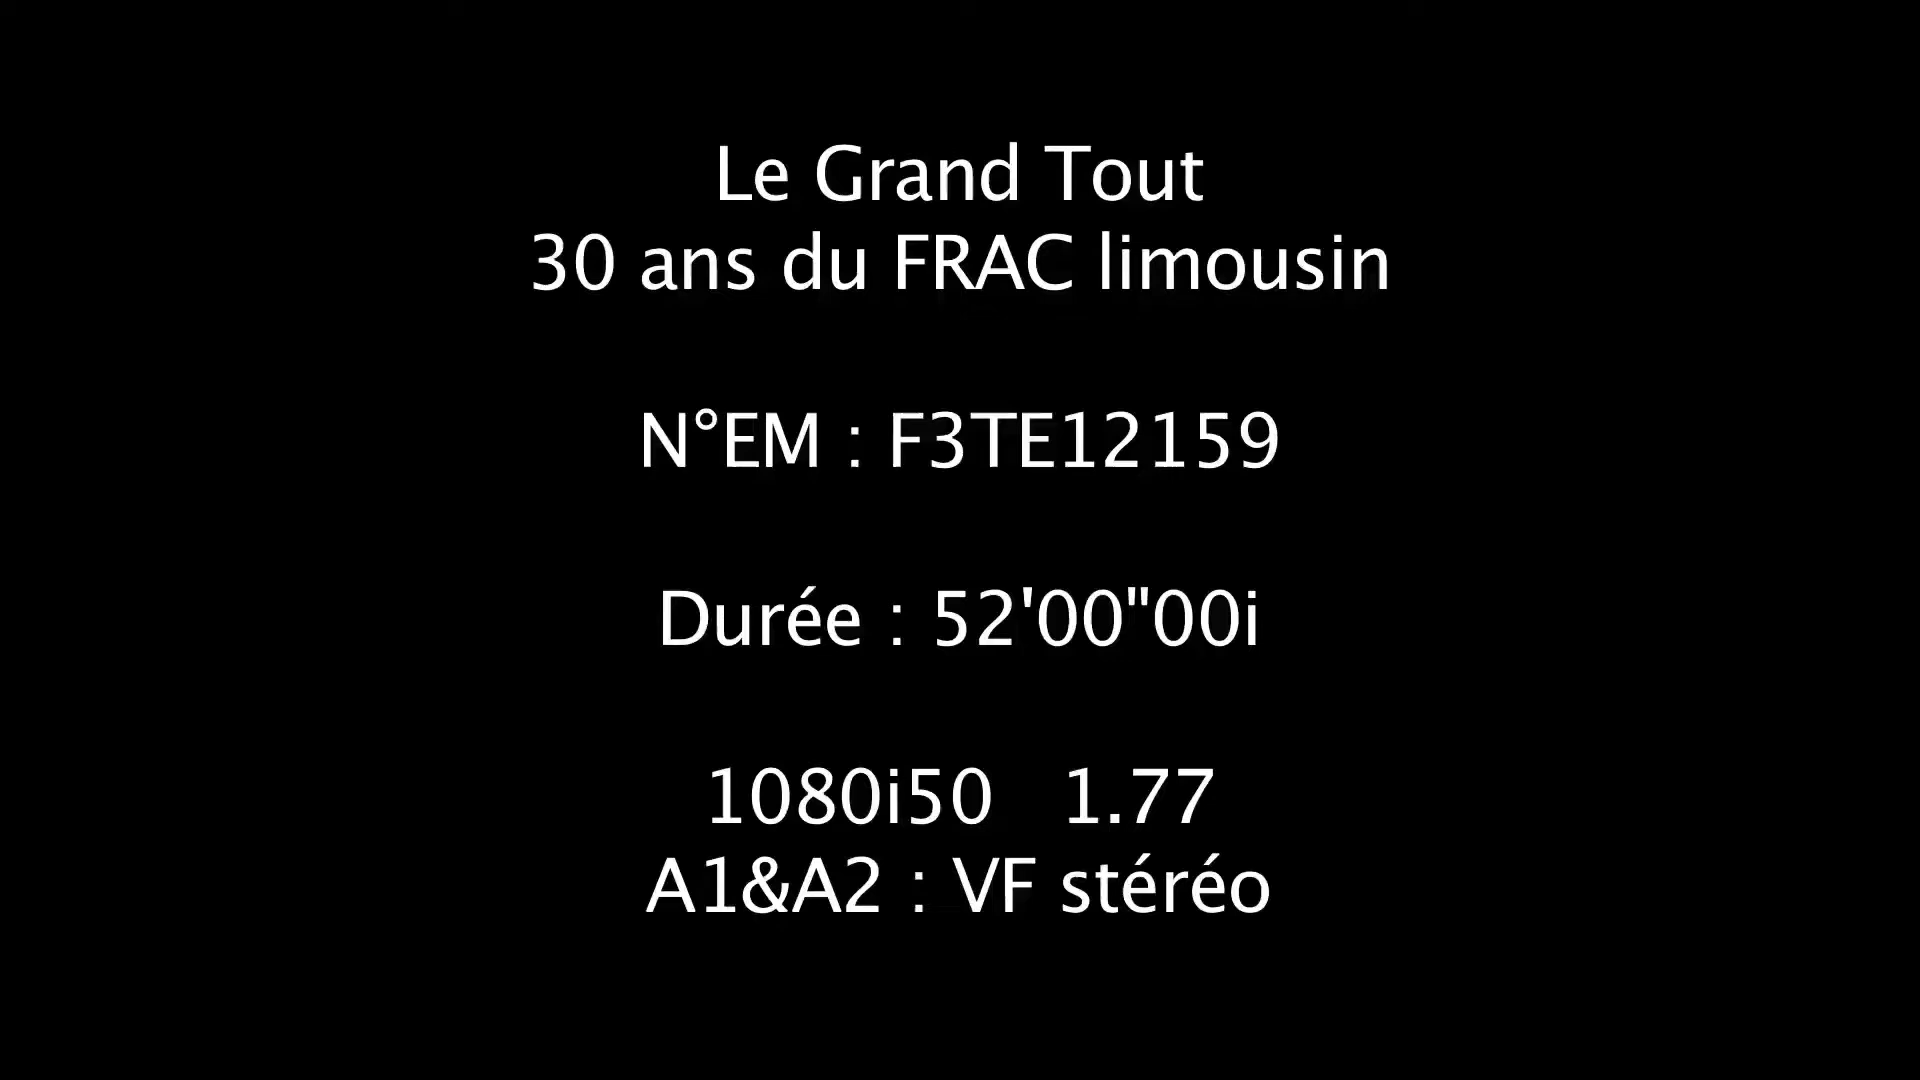 Le Grand Tout
30 ans du FRAC limousin
N°EM : F3TE12159
Durée : 52'00"00i
1080i50   1.77
A1&A2 : VF stéréo